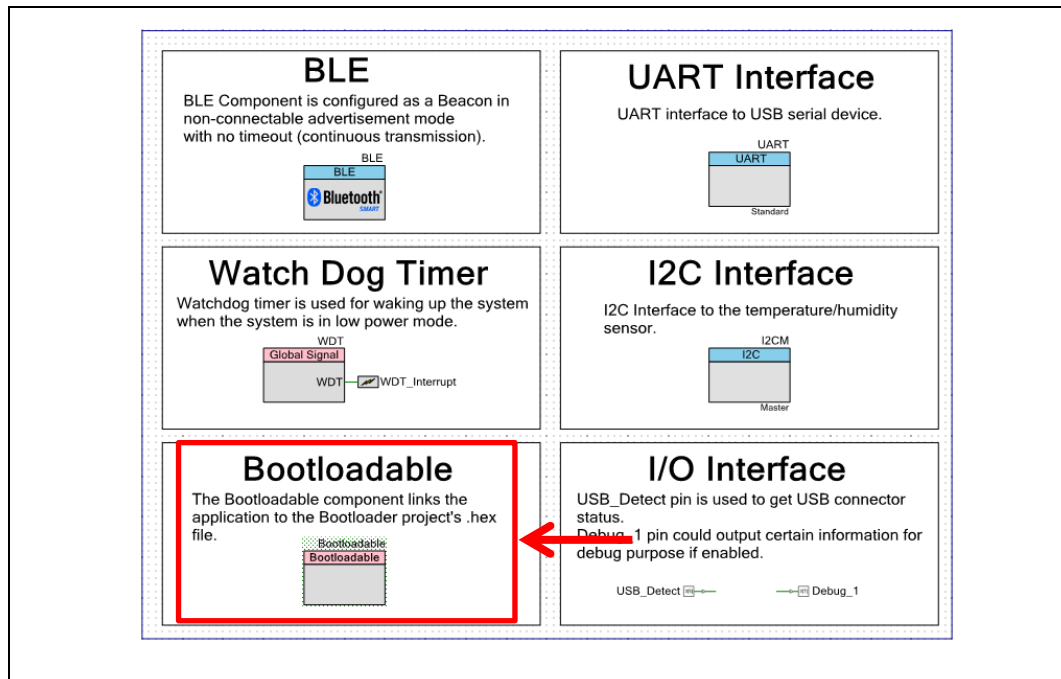 BLE
BLE Component is configured as a Beacon in
non-connectable advertisement mode
with no timeout (continuous transmission).
BLE
BLE
Bluetooth
SMART
UART Interface
UART interface to USB serial device.
UART
UART
Standard
Watch Dog Timer
Watchdog timer is used for waking up the system
when the system is in low power mode.
WDT
Global Signal
WDT
WDT_Interrupt
I2C Interface
I2C Interface to the temperature/humidity
sensor.
I2CM
I2C
Master
Bootloadable
The Bootloadable component links the
application to the Bootloader project's .hex
file.
Bootloadable
Bootloadable
I/O Interface
USB_Detect pin is used to get USB connector
status.
Debug_1 pin could output certain information for
debug purpose if enabled.
USB_Detect
Debug_1